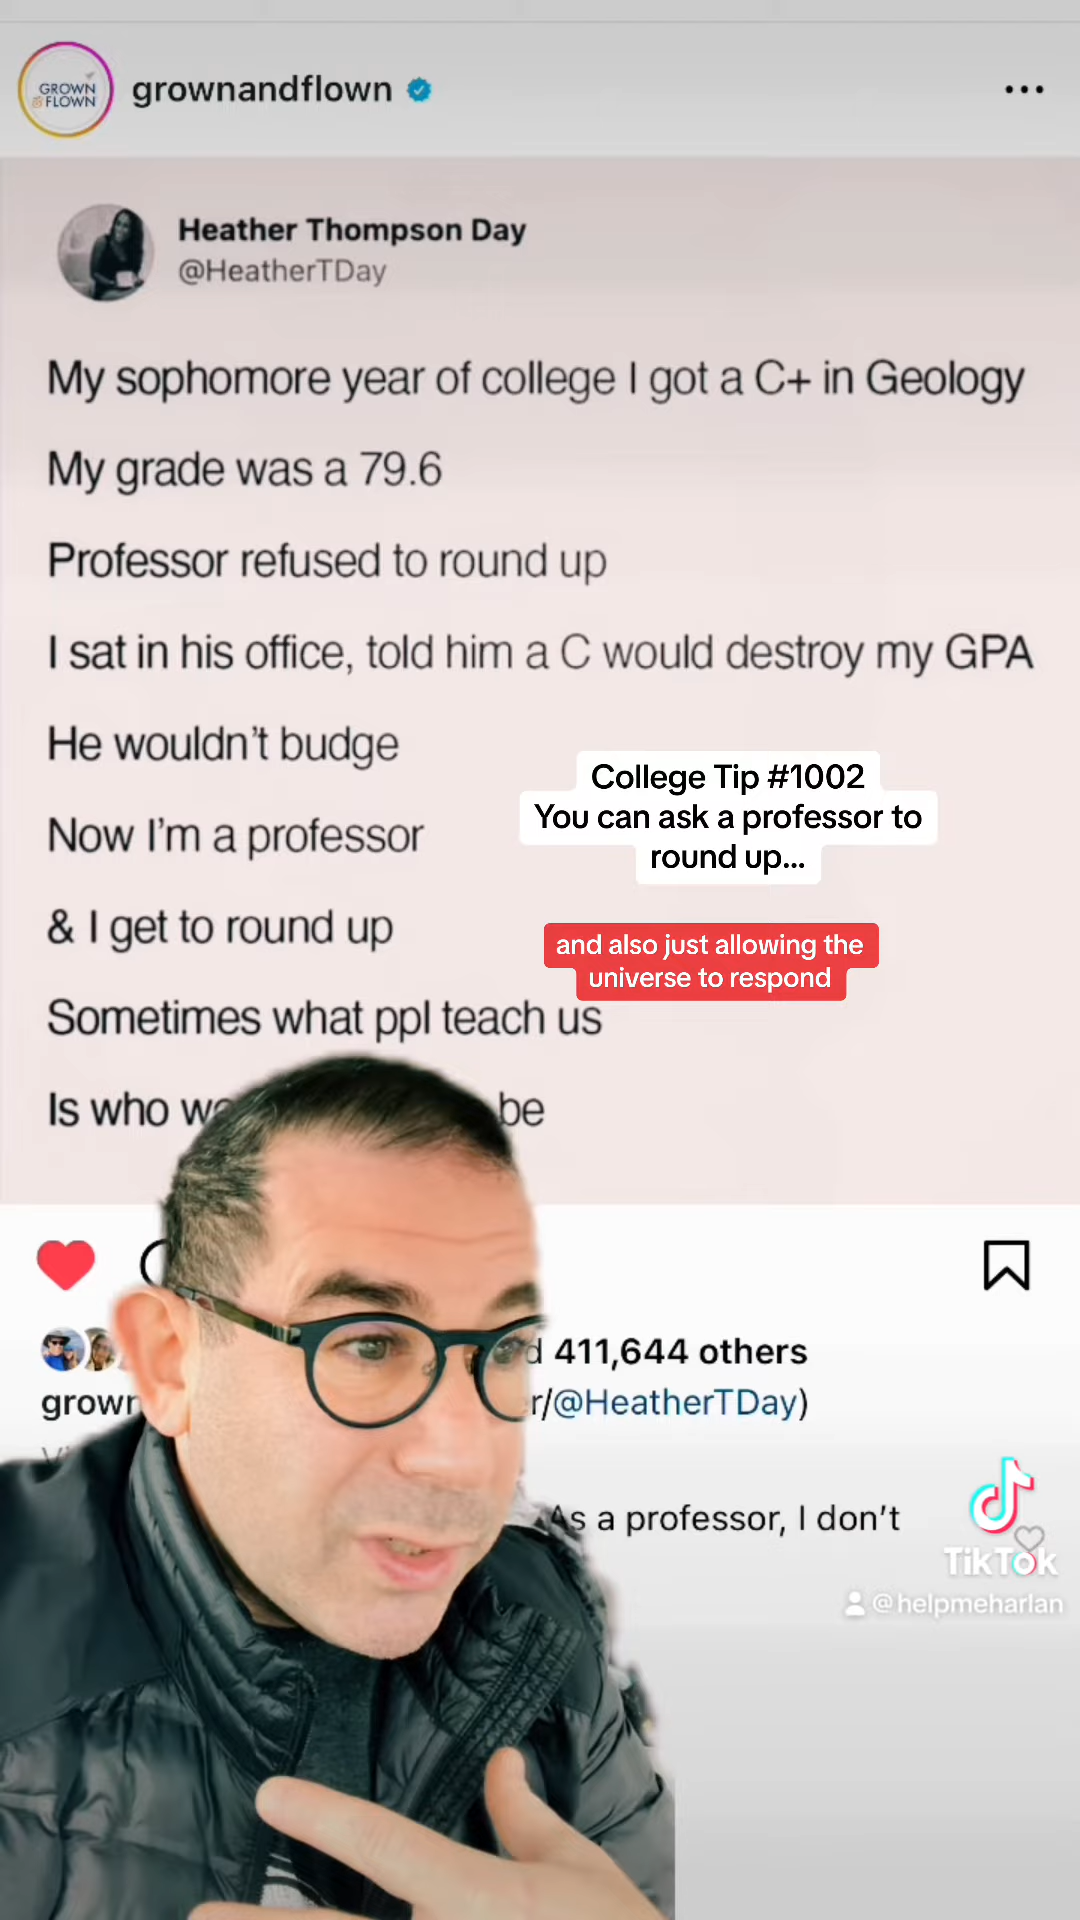 GROWN
& FLOWN
grownandflown
Heather Thompson Day
@HeatherTDay
My sophomore year of college I got a C+ in Geology
My grade was a 79.6
Professor refused to round up
I sat in his office, told him a C would destroy my GPA
He wouldn't budge
Now I'm a professor
& I get to round up
Sometimes what ppl teach us
Is who we be
College Tip #1002
You can ask a professor to
round up...
and also just allowing the
universe to respond
411,644 others
grown r/@HeatherTDay)
As a professor, I don't
TikTok
@helpmeharlan